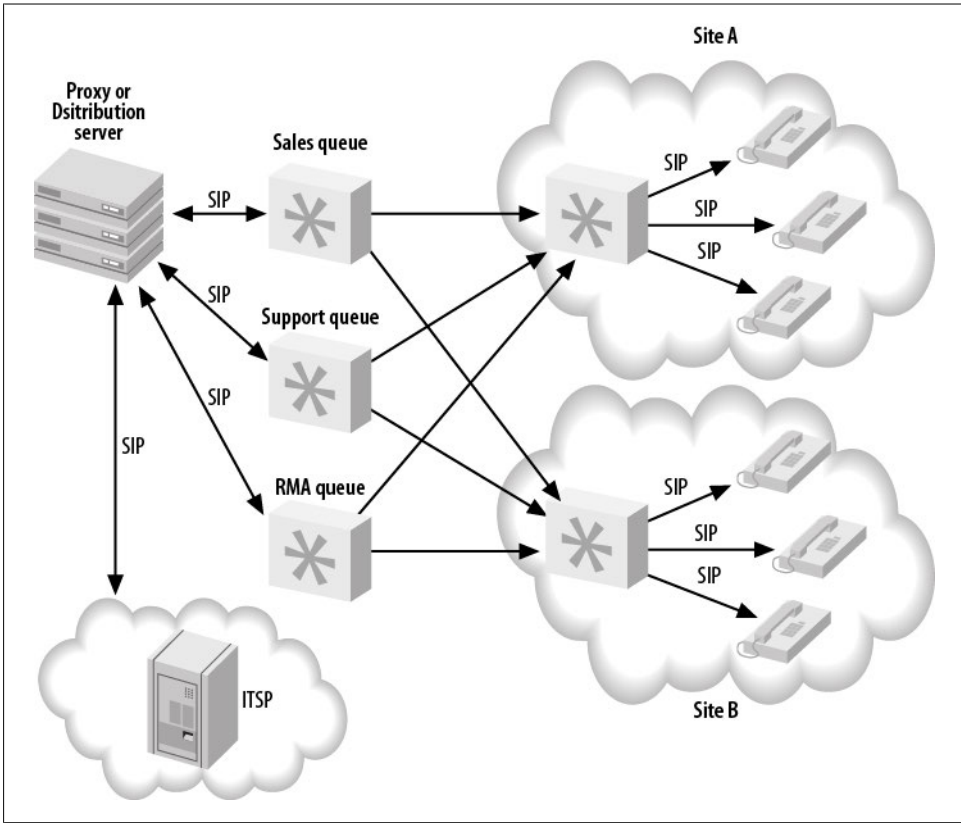 Site A
Proxy or
Dsitribution
server
Sales queue
SIP
SIP
SIP
SIP
SIP
Support queue
SIP
SIP
RMA queue
SIP
SIP
SIP
ITSP
Site B